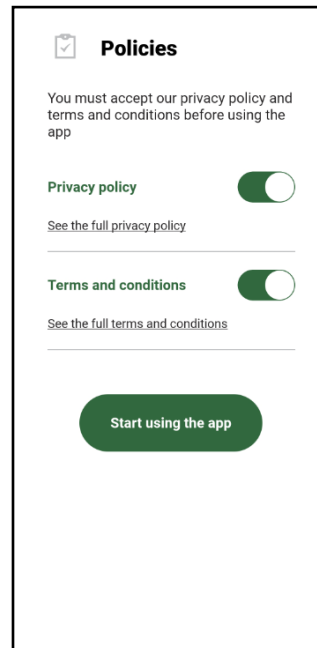 Policies
You must accept our privacy policy and
terms and conditions before using the
app
Privacy policy
See the full privacy policy
Terms and conditions
See the full terms and conditions
Start using the app